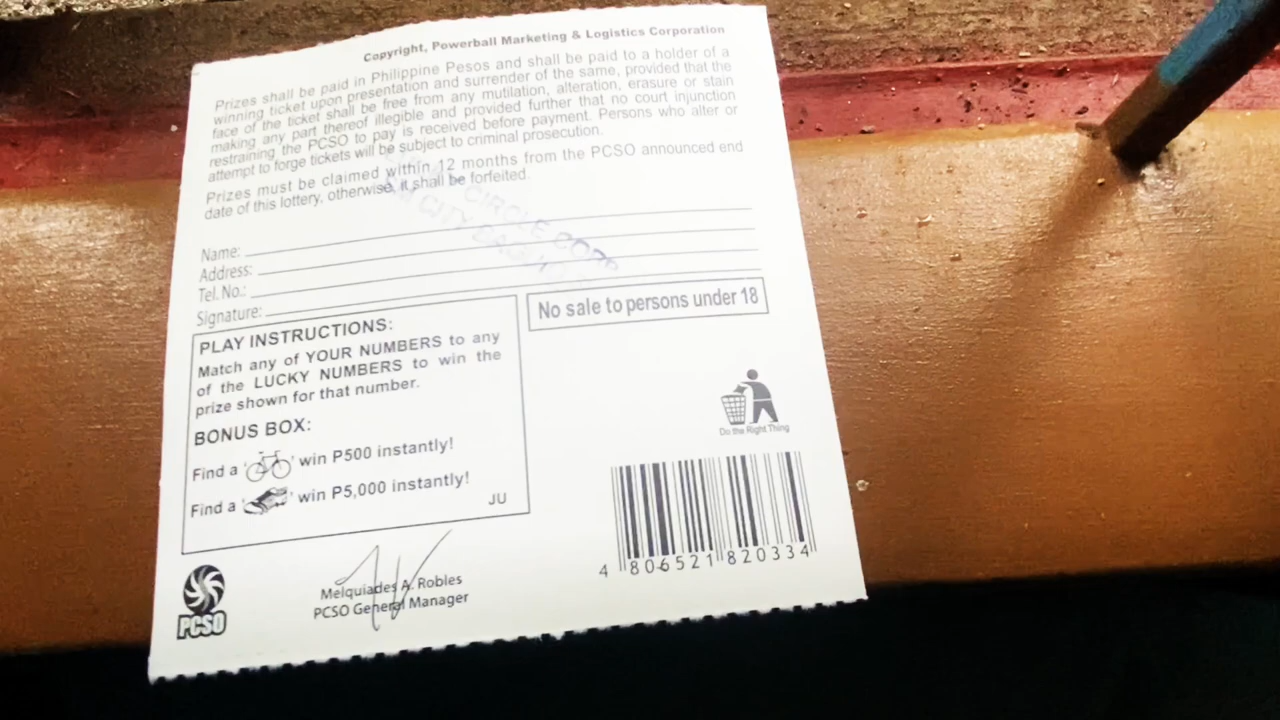 Copyright, Powerball Marketing & Logistics Corporation
Prizes shall be paid in Philippine Pesos and shall be paid to a holder of a
winning ticket upon presentation and surrender of the same, provided that the
face of the ticket shall be free from any mutilation, alteration, erasure or stain
making any part thereof illegible and provided further that no court injunction
restraining the PCSO to pay is received before payment. Persons who alter or
attempt to forge tickets will be subject to criminal prosecution.
Prizes must be claimed within 12 months from the PCSO announced end
date of this lottery, otherwise, it shall be forfeited.
CIRCLE CORP
CITY
Name:
Address:
Tel. No.:
Signature:
No sale to persons under 18
PLAY INSTRUCTIONS:
Match any of YOUR NUMBERS to any
of the LUCKY NUMBERS to win the
prize shown for that number.
BONUS BOX:
Find a ' ' win P500 instantly!
Find a ' ' win P5,000 instantly!
JU
Do the Right Thing
4 806521 820334
PCSO
Melquiades A. Robles
PCSO General Manager